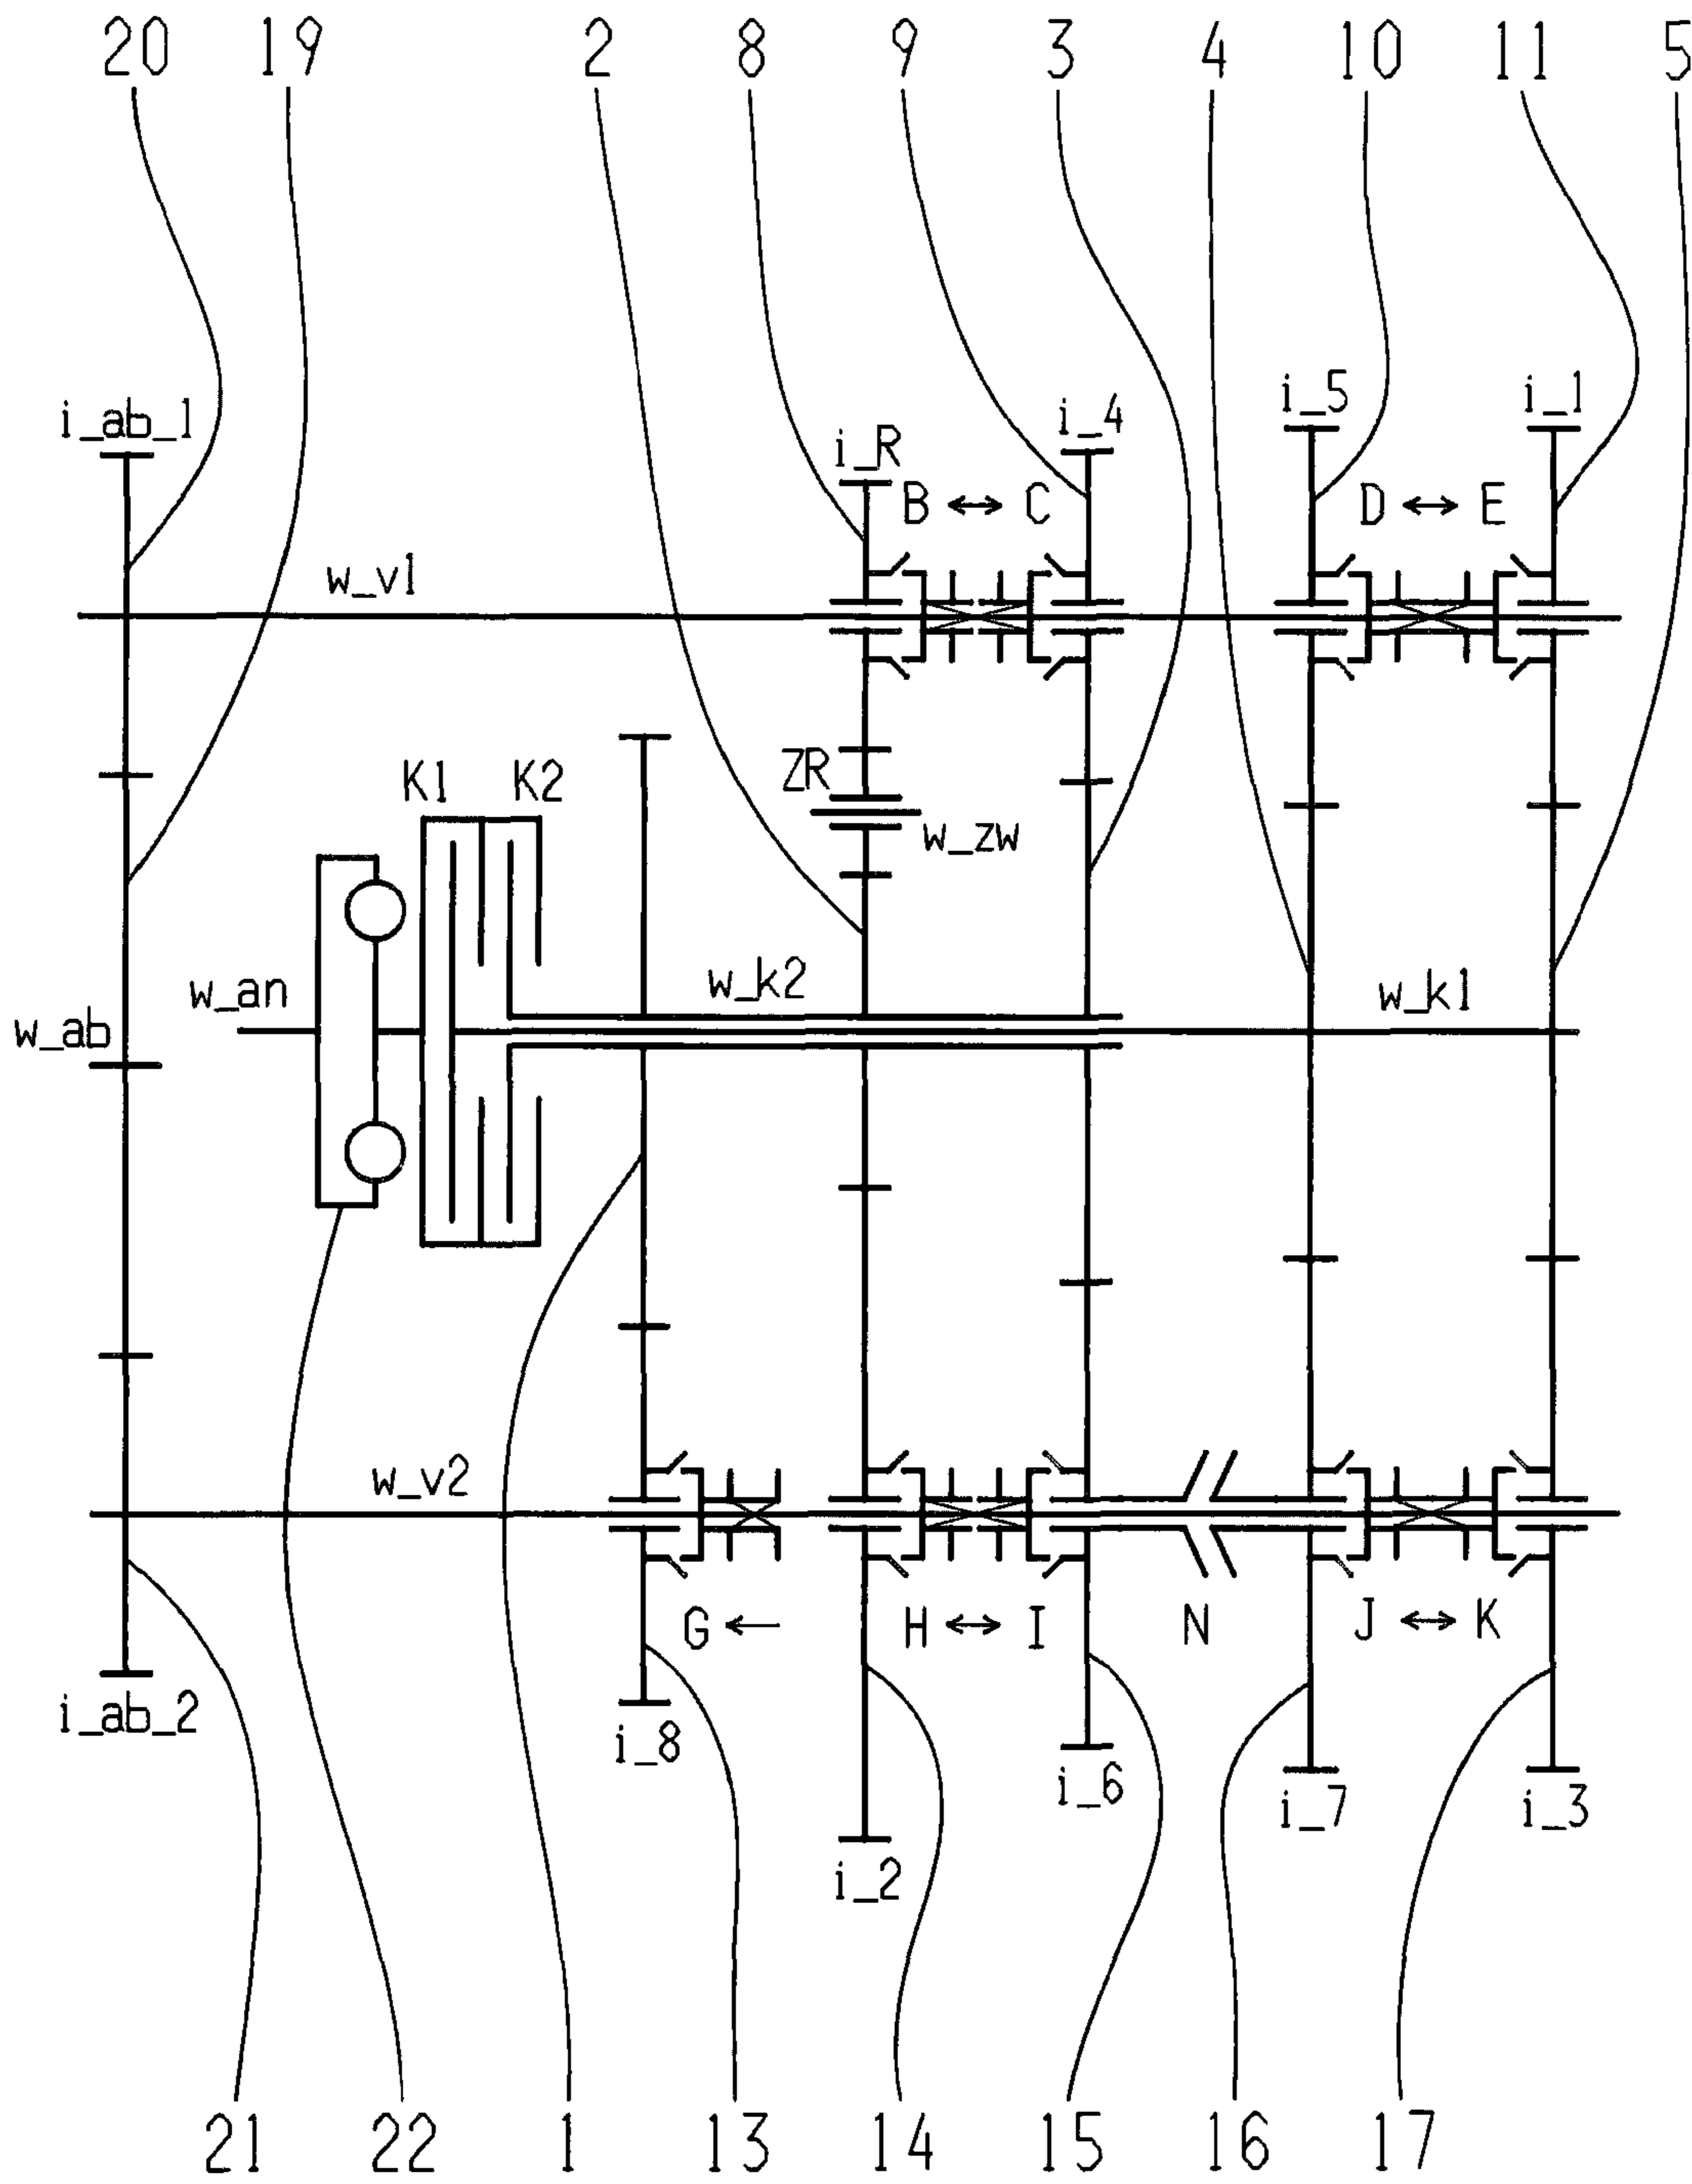 20 19 2 8 9 3 4 10 11 5
i_5 i_1
i_ab_1 i_4
i_R
B ↔ C D ↔ E
w_v1
K1 K2 ZR
w_zw
w_an w_k2 w_k1
w_ab
w_v2
G ← H ↔ I N J ↔ K
i_ab_2
i_8
i_6
i_7 i_3
i_2
21 22 1 13 14 15 16 17